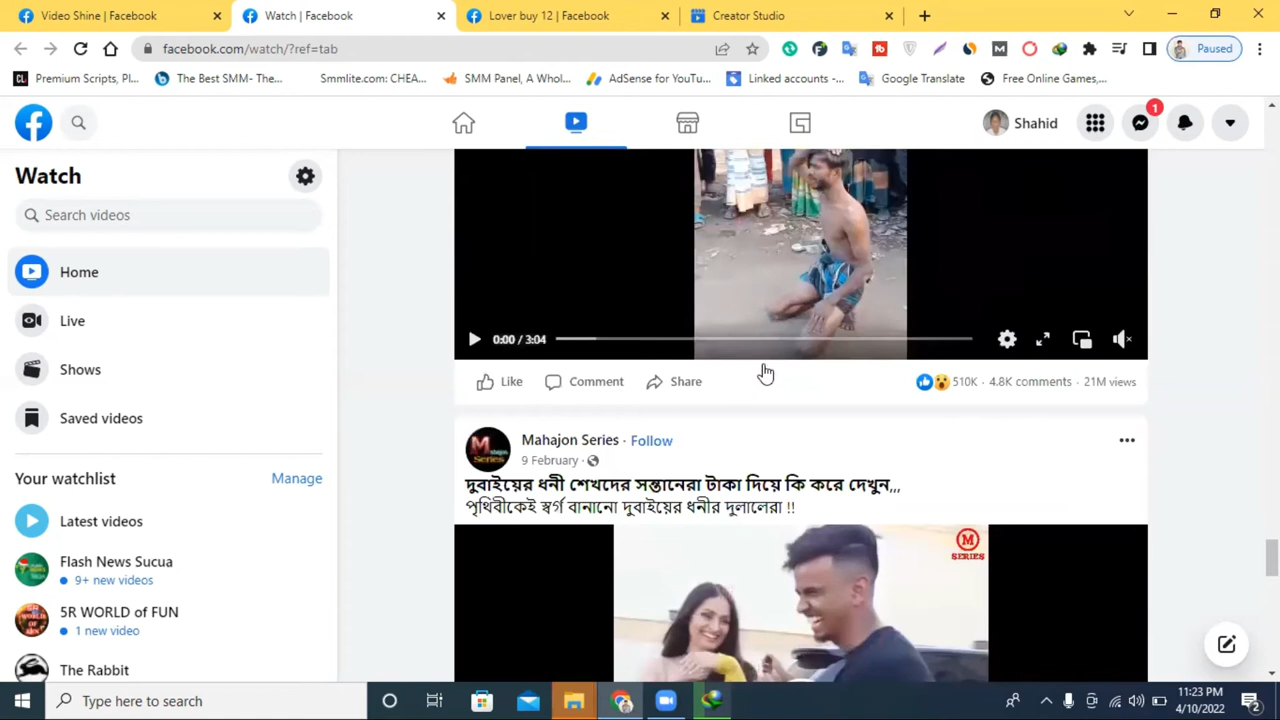 Video Shine | Facebook
Watch | Facebook
Lover buy 12 | Facebook
Creator Studio
facebook.com/watch/?ref=tab
Paused
Premium Scripts, Pl...
The Best SMM- The...
Smmlite.com: CHEA...
SMM Panel, A Whol...
AdSense for YouTu...
Linked accounts -...
Google Translate
Free Online Games,...
Shahid
1
Watch
Search videos
Home
Live
Shows
Saved videos
Your watchlist
Manage
Latest videos
Flash News Sucua
9+ new videos
5R WORLD of FUN
1 new video
The Rabbit
0:00 / 3:04
Like
Comment
Share
510K · 4.8K comments · 21M views
Mahajon Series · Follow
9 February ·
দুবাইয়ের ধনী শেখদের সন্তানেরা টাকা দিয়ে কি করে দেখুন,,,
পৃথিবীকেই স্বর্গ বানানো দুবাইয়ের ধনীর দুলালেরা !!
M
SERIES
Type here to search
11:23 PM
4/10/2022
2